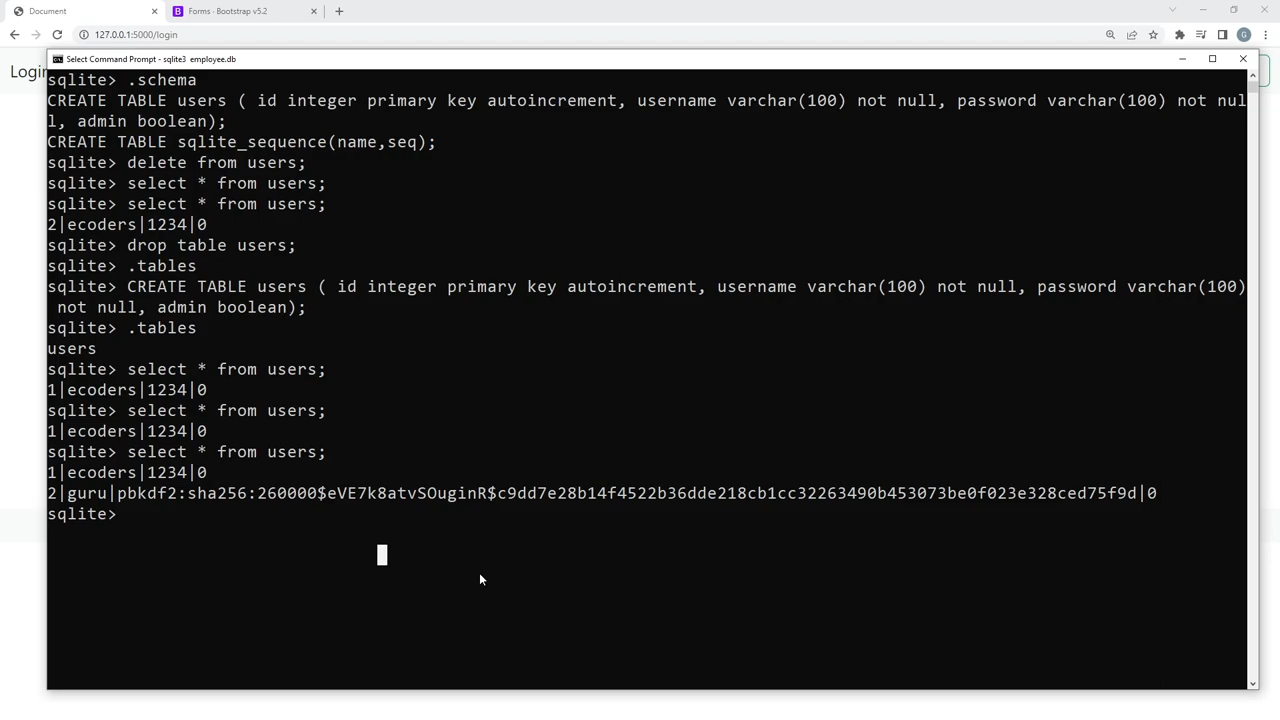 Document
Forms · Bootstrap v5.2
127.0.0.1:5000/login
Login
Select Command Prompt - sqlite3 employee.db
sqlite> .schema
CREATE TABLE users ( id integer primary key autoincrement, username varchar(100) not null, password varchar(100) not nul
l, admin boolean);
CREATE TABLE sqlite_sequence(name,seq);
sqlite> delete from users;
sqlite> select * from users;
sqlite> select * from users;
2|ecoders|1234|0
sqlite> drop table users;
sqlite> .tables
sqlite> CREATE TABLE users ( id integer primary key autoincrement, username varchar(100) not null, password varchar(100)
 not null, admin boolean);
sqlite> .tables
users
sqlite> select * from users;
1|ecoders|1234|0
sqlite> select * from users;
1|ecoders|1234|0
sqlite> select * from users;
1|ecoders|1234|0
2|guru|pbkdf2:sha256:260000$eVE7k8atvSOuginR$c9dd7e28b14f4522b36dde218cb1cc32263490b453073be0f023e328ced75f9d|0
sqlite>